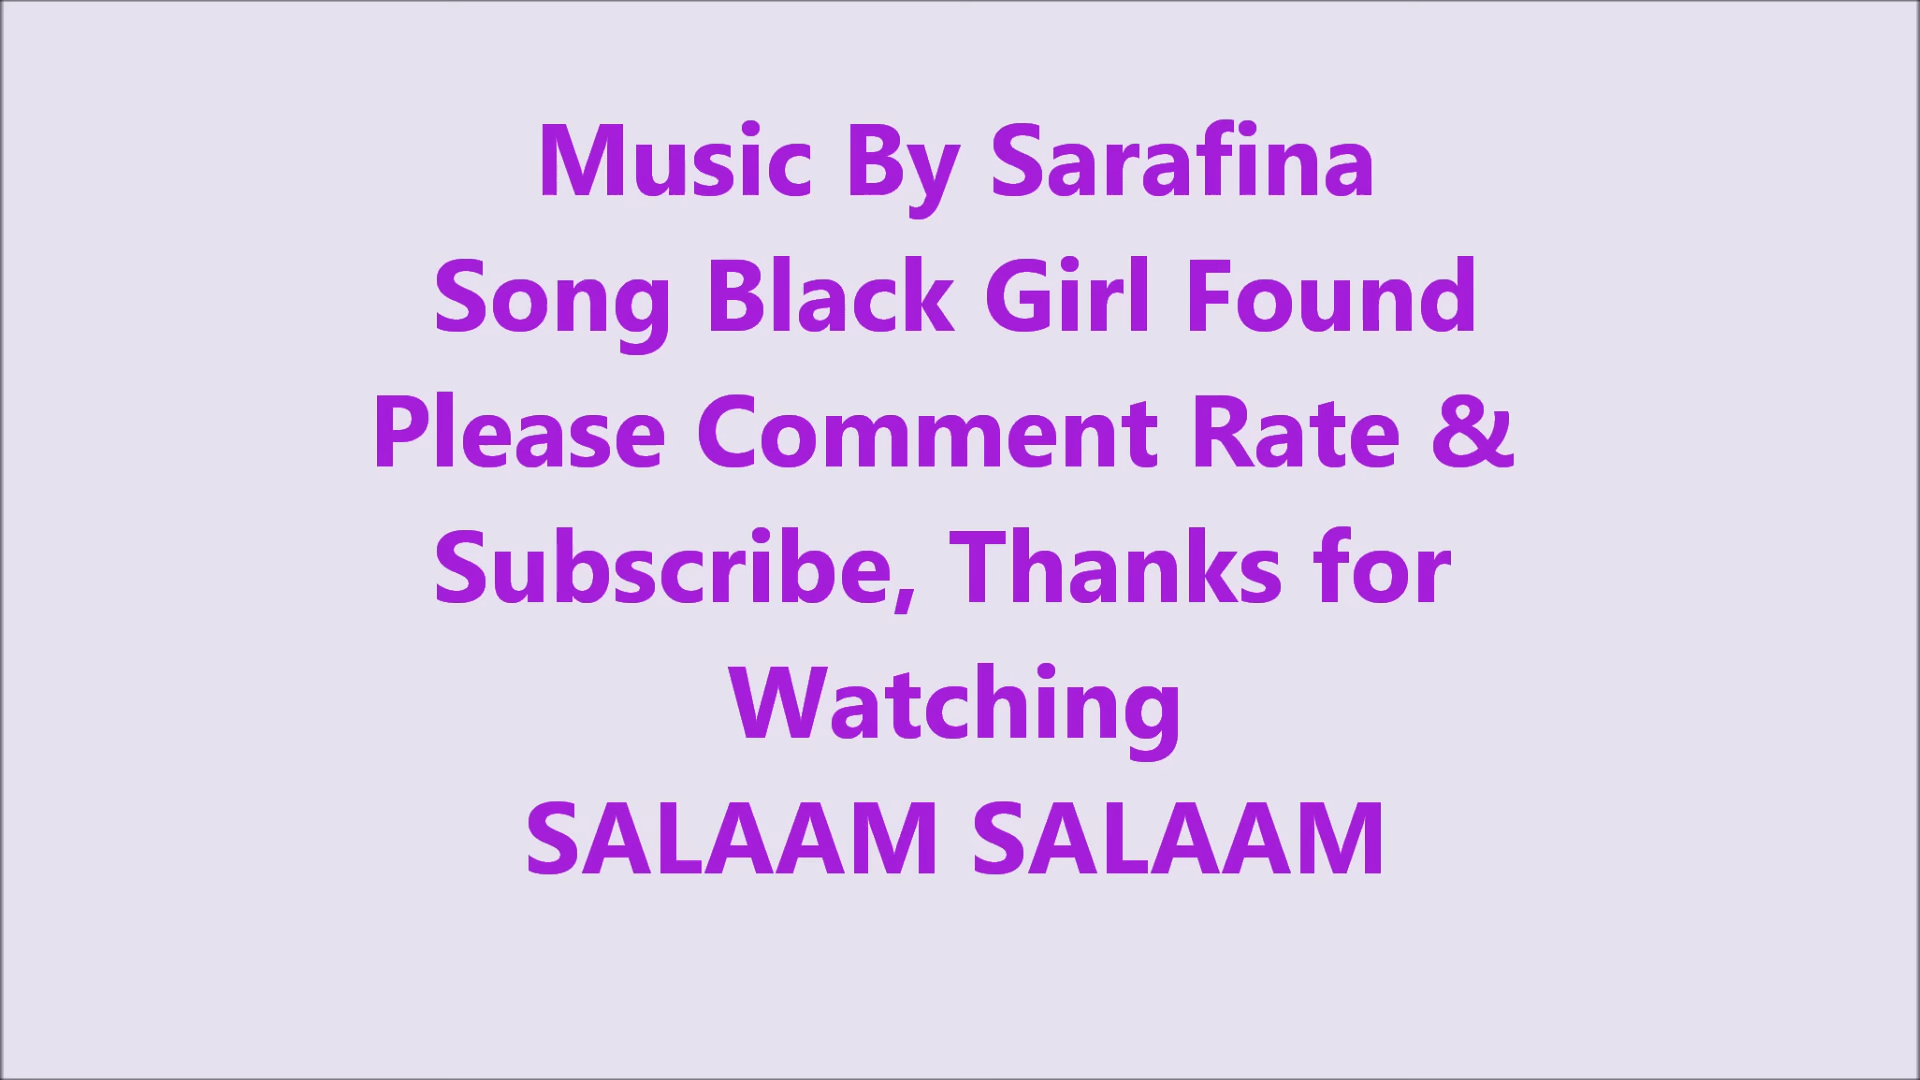 Music By Sarafina
Song Black Girl Found
Please Comment Rate &
Subscribe, Thanks for
Watching
SALAAM SALAAM